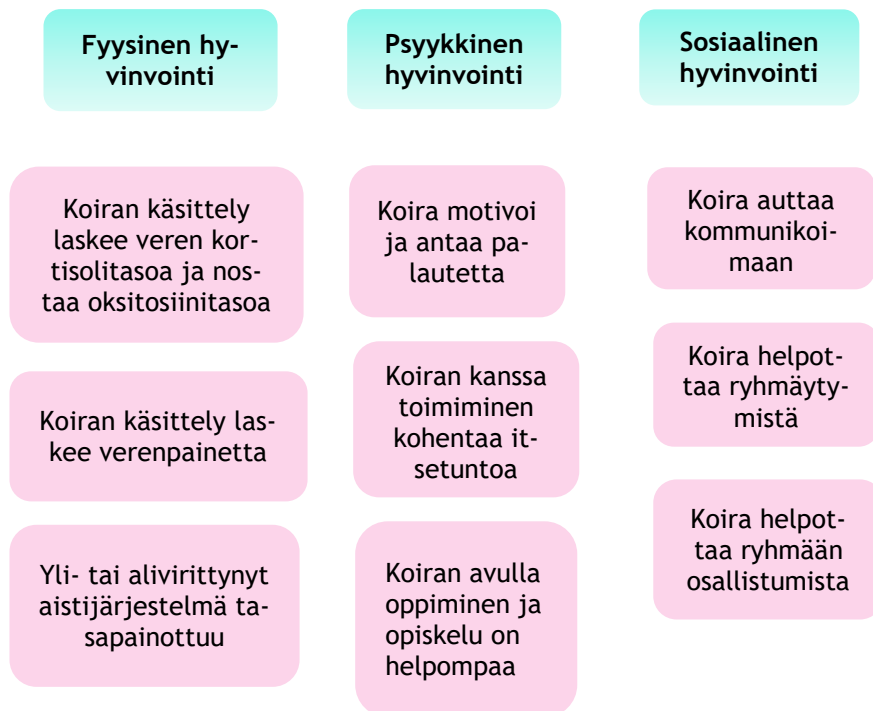 Fyysinen hy-
vinvointi
Psyykkinen
hyvinvointi
Sosiaalinen
hyvinvointi
Koiran käsittely
laskee veren kor-
tisolitasoa ja nos-
taa oksitosiinitasoa
Koiran käsittely las-
kee verenpainetta
Yli- tai alivirittynyt
aistijärjestelmä ta-
sapainottuu
Koira motivoi
ja antaa pa-
lautetta
Koiran kanssa
toimiminen
kohentaa it-
setuntoa
Koiran avulla
oppiminen ja
opiskelu on
helpompaa
Koira auttaa
kommunikoi-
maan
Koira helpot-
taa ryhmäyty-
mistä
Koira helpot-
taa ryhmään
osallistumista